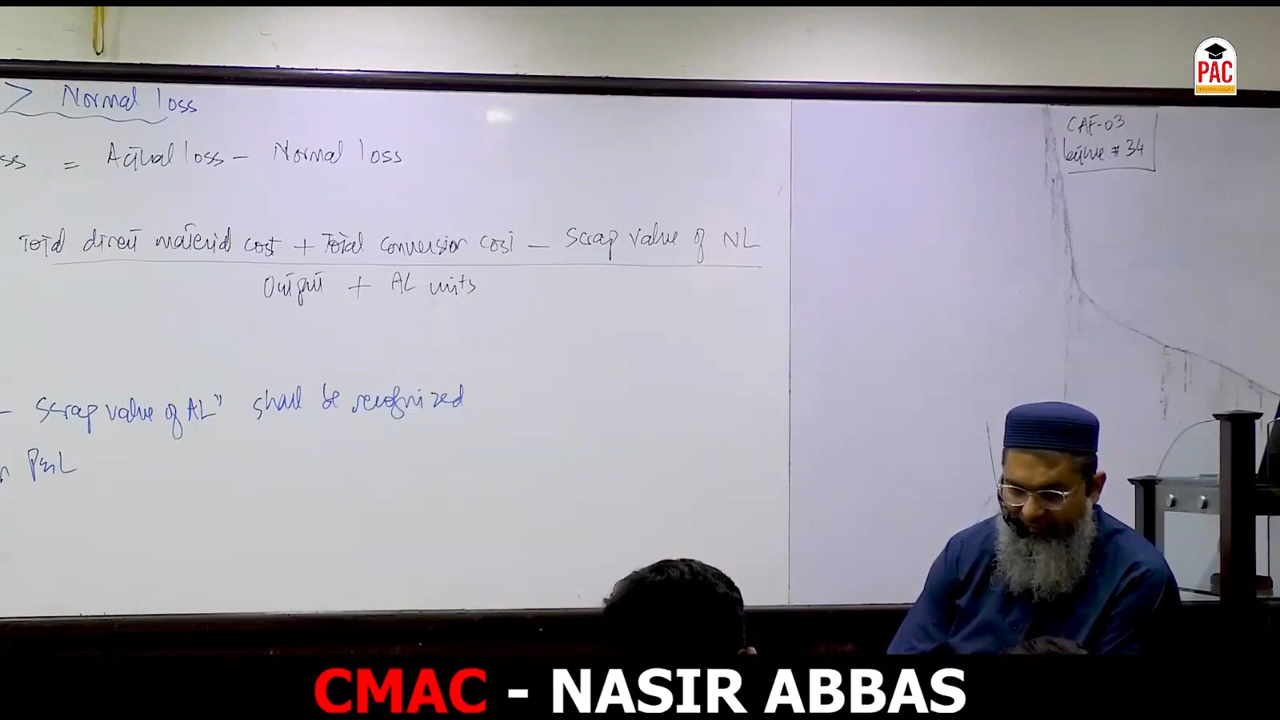 > Normal loss
ss = Actual loss - Normal loss
Total direct material cost + Total conversion cost - Scrap value of NL
Output + AL units
- Scrap value of AL" shall be recognized
PnL
CAF-03
# 34
PAC
CMAC - NASIR ABBAS